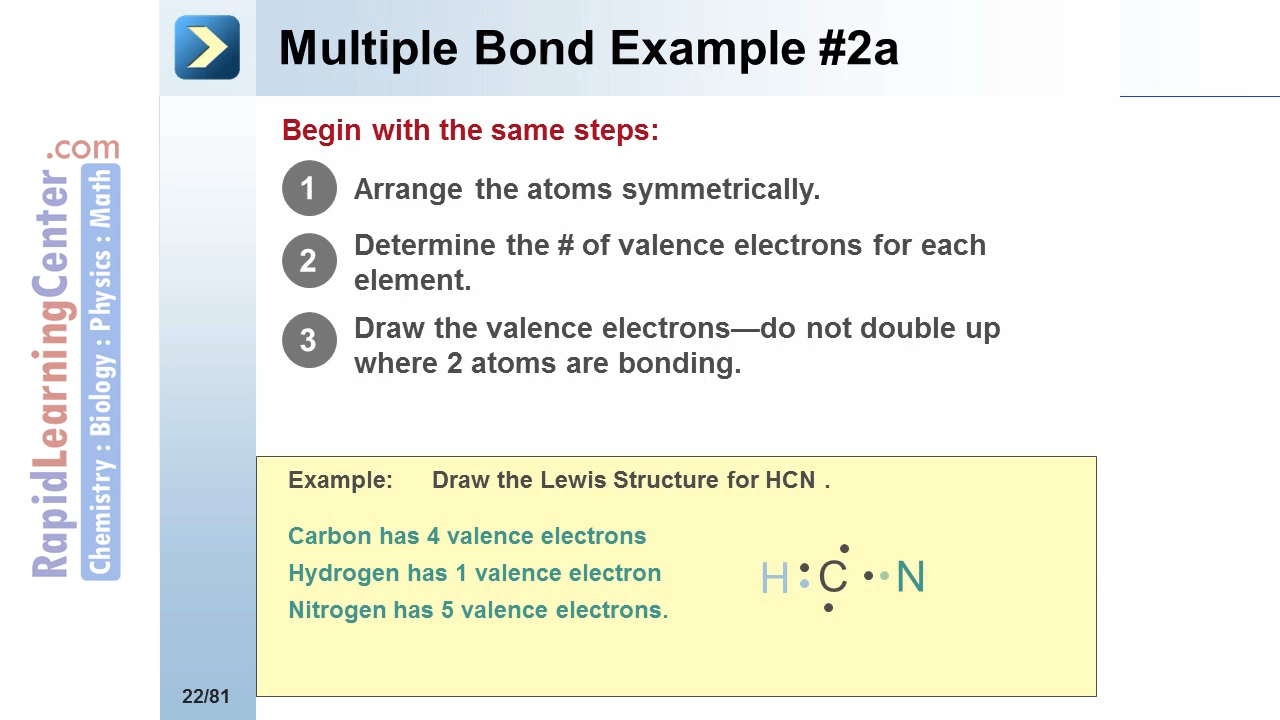 Multiple Bond Example #2a
Begin with the same steps:
1 Arrange the atoms symmetrically.
2 Determine the # of valence electrons for each
element.
3 Draw the valence electrons—do not double up
where 2 atoms are bonding.
Example: Draw the Lewis Structure for HCN .
Carbon has 4 valence electrons
Hydrogen has 1 valence electron
Nitrogen has 5 valence electrons.
H C N
22/81
RapidLearningCenter.com
Chemistry : Biology : Physics : Math